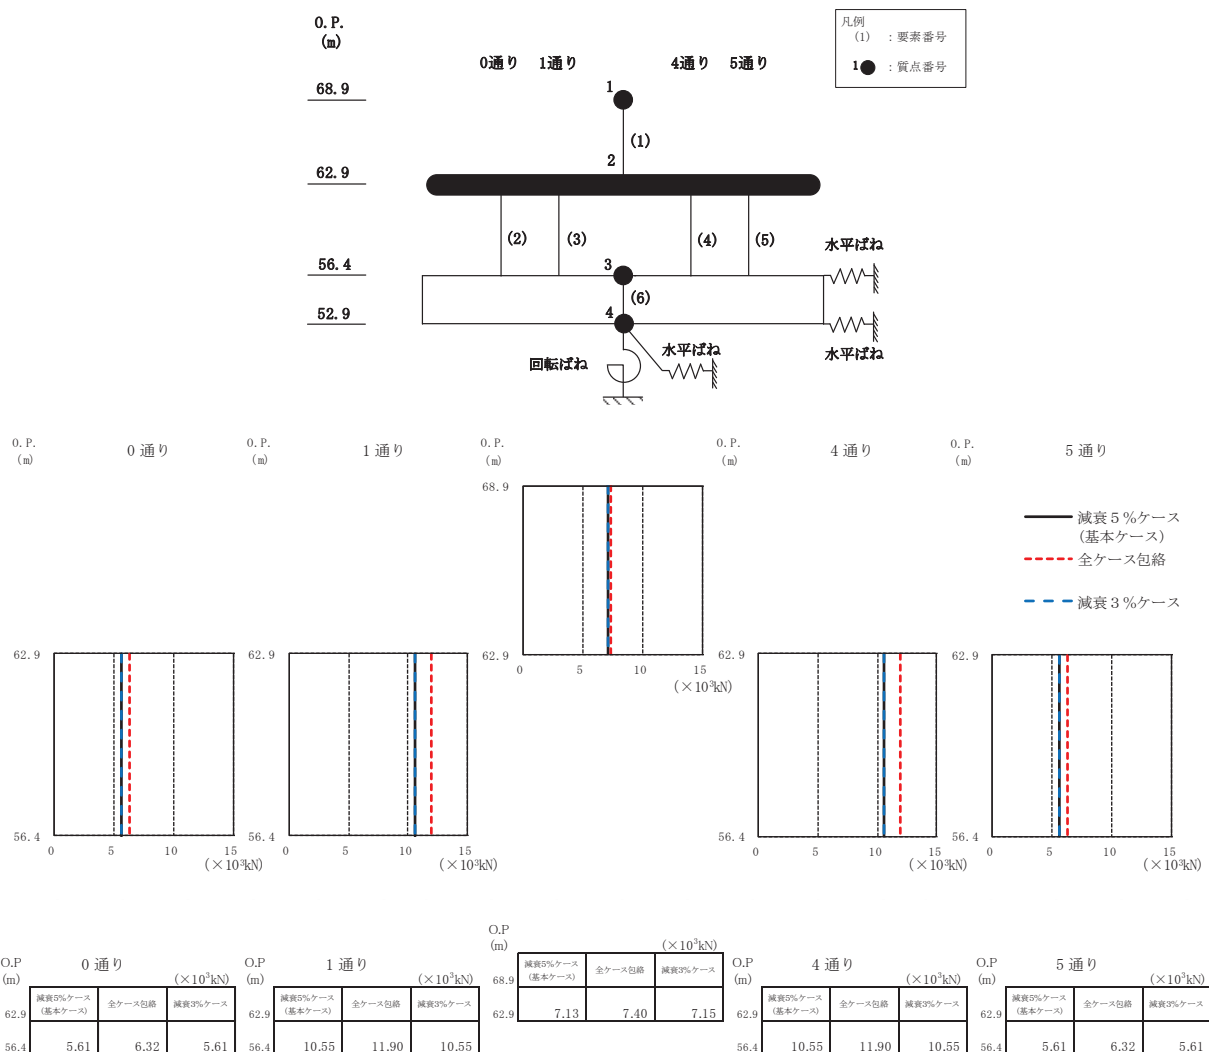 O.P.
(m)
0通り 1通り 4通り 5通り
凡例
(1) : 要素番号
1 : 質点番号
68.9
1
(1)
2
62.9
(2) (3) (4) (5)
水平ばね
56.4
3
(6)
52.9
4
水平ばね
水平ばね
回転ばね
O.P.
(m)
0 通り
O.P.
(m)
1 通り
O.P.
(m)
O.P.
(m)
4 通り
O.P.
(m)
5 通り
68.9
62.9
0 5 10 15
(×10³kN)
減衰5%ケース
(基本ケース)
全ケース包絡
減衰3%ケース
62.9
56.4
0 5 10 15
(×10³kN)
62.9
56.4
0 5 10 15
(×10³kN)
62.9
56.4
0 5 10 15
(×10³kN)
62.9
56.4
0 5 10 15
(×10³kN)
O.P
(m)
0 通り
(×10³kN)
減衰5%ケース
(基本ケース)
全ケース包絡 減衰3%ケース
62.9
56.4 5.61 6.32 5.61
O.P
(m)
1 通り
(×10³kN)
減衰5%ケース
(基本ケース)
全ケース包絡 減衰3%ケース
62.9
56.4 10.55 11.90 10.55
O.P
(m)
(×10³kN)
減衰5%ケース
(基本ケース)
全ケース包絡 減衰3%ケース
68.9
62.9 7.13 7.40 7.15
O.P
(m)
4 通り
(×10³kN)
減衰5%ケース
(基本ケース)
全ケース包絡 減衰3%ケース
62.9
56.4 10.55 11.90 10.55
O.P
(m)
5 通り
(×10³kN)
減衰5%ケース
(基本ケース)
全ケース包絡 減衰3%ケース
62.9
56.4 5.61 6.32 5.61